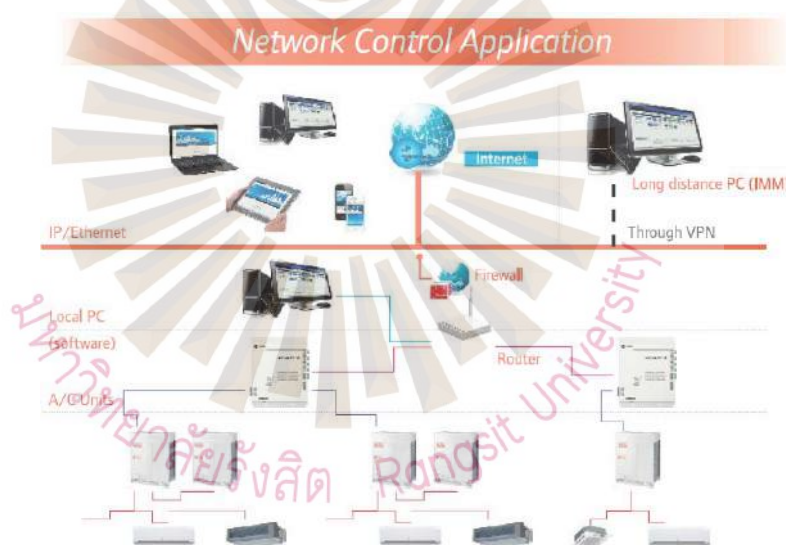 Network Control Application
Internet
Long distance PC (IMM)
IP/Ethernet
Through VPN
Firewall
Local PC
(software)
Router
A/C Units
มหาวิทยาลัยรังสิต Rangsit University